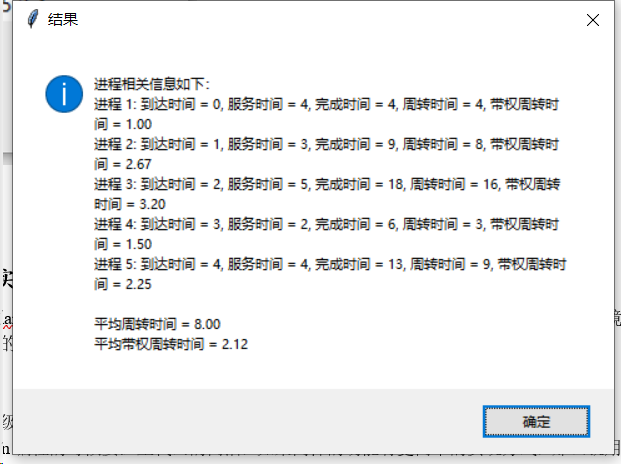 5
结果
进程相关信息如下：
进程 1: 到达时间 = 0, 服务时间 = 4, 完成时间 = 4, 周转时间 = 4, 带权周转时
间 = 1.00
进程 2: 到达时间 = 1, 服务时间 = 3, 完成时间 = 9, 周转时间 = 8, 带权周转时
间 = 2.67
进程 3: 到达时间 = 2, 服务时间 = 5, 完成时间 = 18, 周转时间 = 16, 带权周转
时间 = 3.20
进程 4: 到达时间 = 3, 服务时间 = 2, 完成时间 = 6, 周转时间 = 3, 带权周转时
间 = 1.50
进程 5: 到达时间 = 4, 服务时间 = 4, 完成时间 = 13, 周转时间 = 9, 带权周转时
间 = 2.25
平均周转时间 = 8.00
平均带权周转时间 = 2.12
确定